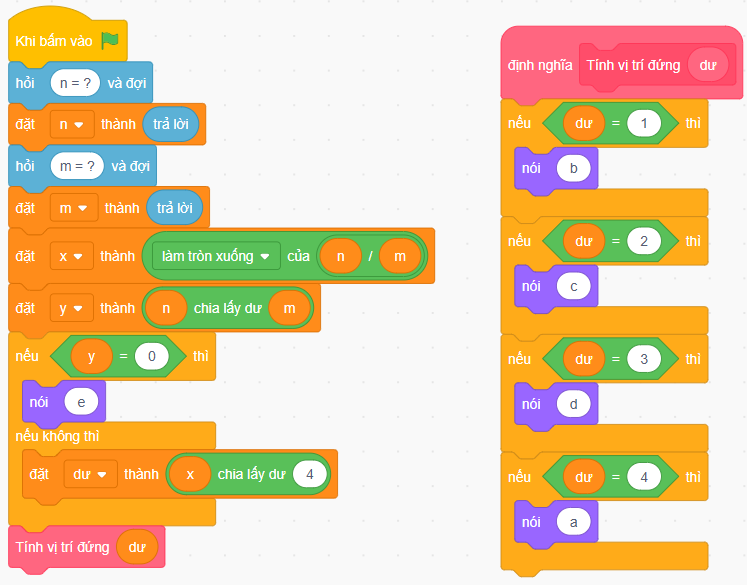 Khi bấm vào
hỏi n = ? và đợi
đặt n thành trả lời
hỏi m = ? và đợi
đặt m thành trả lời
đặt x thành làm tròn xuống của n / m
đặt y thành n chia lấy dư m
nếu y = 0 thì
nói e
nếu không thì
đặt dư thành x chia lấy dư 4
Tính vị trí đứng dư
định nghĩa Tính vị trí đứng dư
nếu dư = 1 thì
nói b
nếu dư = 2 thì
nói c
nếu dư = 3 thì
nói d
nếu dư = 4 thì
nói a